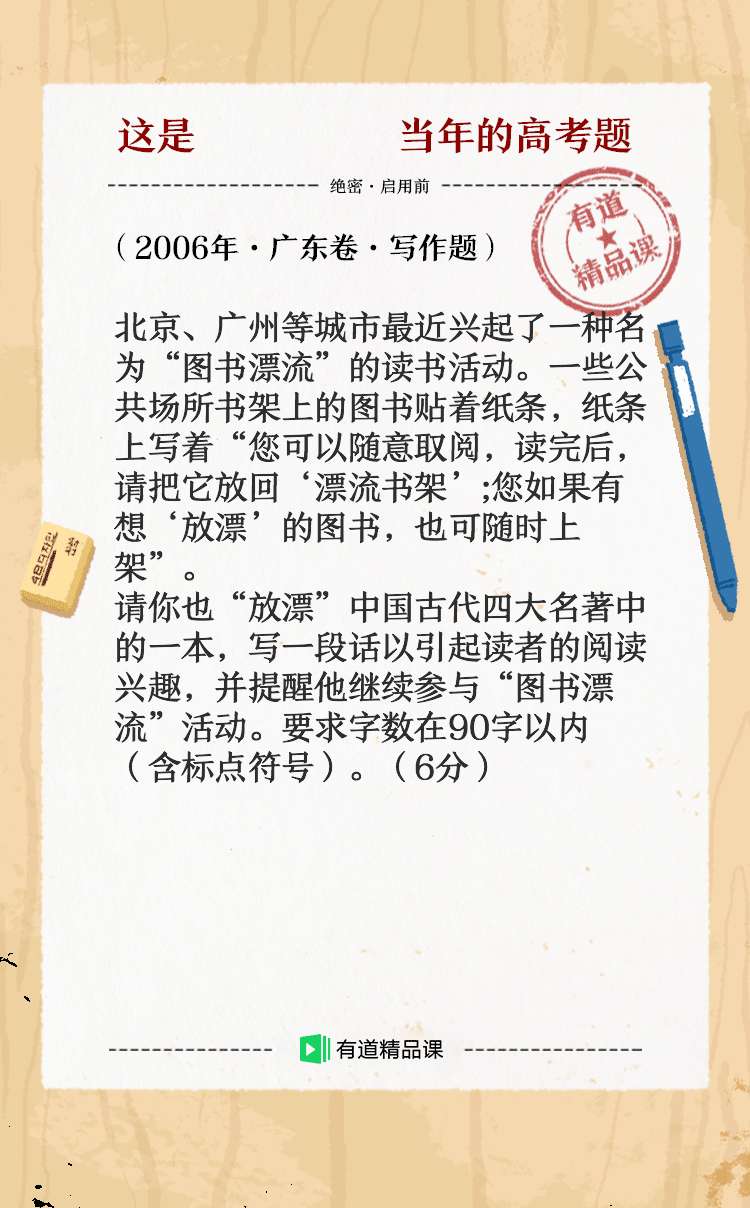 这是 当年的高考题
绝密·启用前
有道
精品课
（2006年·广东卷·写作题）
北京、广州等城市最近兴起了一种名
为“图书漂流”的读书活动。一些公
共场所书架上的图书贴着纸条，纸条
上写着“您可以随意取阅，读完后，
请把它放回‘漂流书架’;您如果有
想‘放漂’的图书，也可随时上
架”。
请你也“放漂”中国古代四大名著中
的一本，写一段话以引起读者的阅读
兴趣，并提醒他继续参与“图书漂
流”活动。要求字数在90字以内
（含标点符号）。（6分）
有道精品课